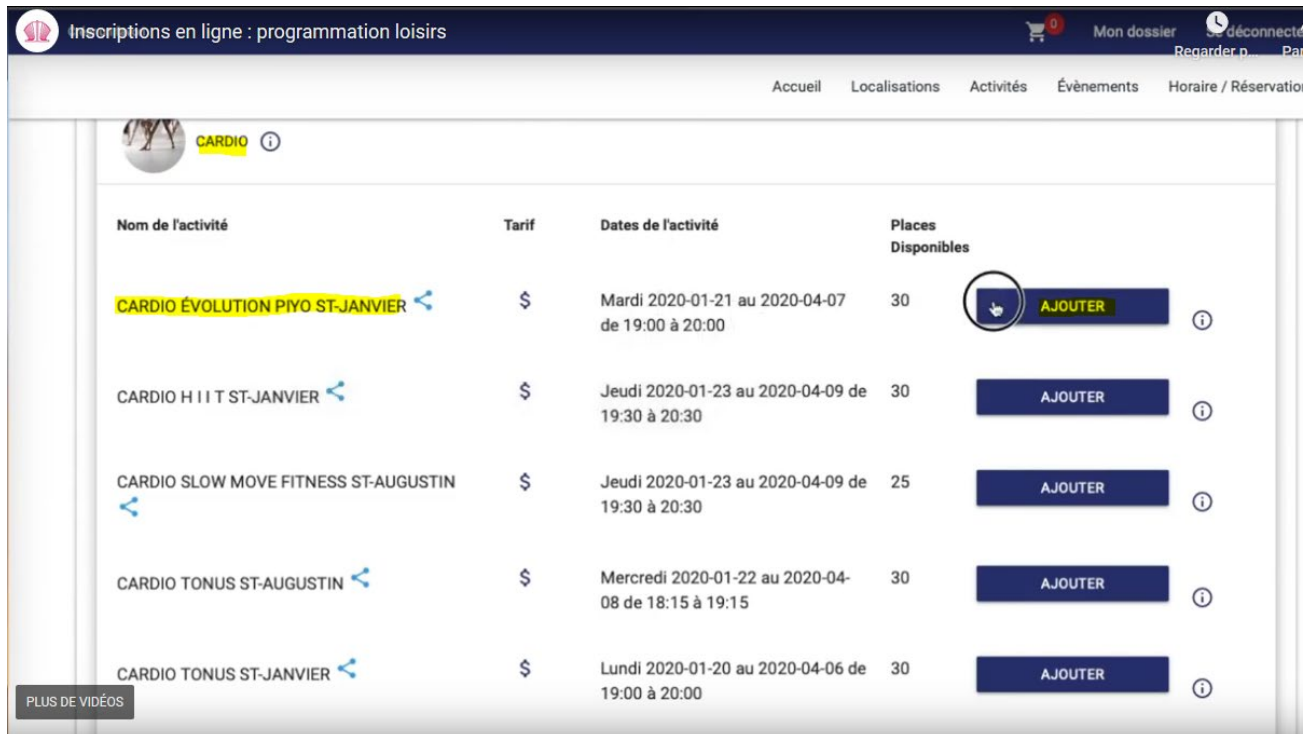 Inscriptions en ligne : programmation loisirs
0
Mon dossier
Se déconnecte
Regarder p...
Par
Accueil
Localisations
Activités
Évènements
Horaire / Réservation
CARDIO
Nom de l'activité
Tarif
Dates de l'activité
Places
Disponibles
CARDIO ÉVOLUTION PIYO ST-JANVIER
$
Mardi 2020-01-21 au 2020-04-07
de 19:00 à 20:00
30
AJOUTER
CARDIO H I I T ST-JANVIER
$
Jeudi 2020-01-23 au 2020-04-09 de
19:30 à 20:30
30
AJOUTER
CARDIO SLOW MOVE FITNESS ST-AUGUSTIN
$
Jeudi 2020-01-23 au 2020-04-09 de
19:30 à 20:30
25
AJOUTER
CARDIO TONUS ST-AUGUSTIN
$
Mercredi 2020-01-22 au 2020-04-
08 de 18:15 à 19:15
30
AJOUTER
CARDIO TONUS ST-JANVIER
$
Lundi 2020-01-20 au 2020-04-06 de
19:00 à 20:00
30
AJOUTER
PLUS DE VIDÉOS